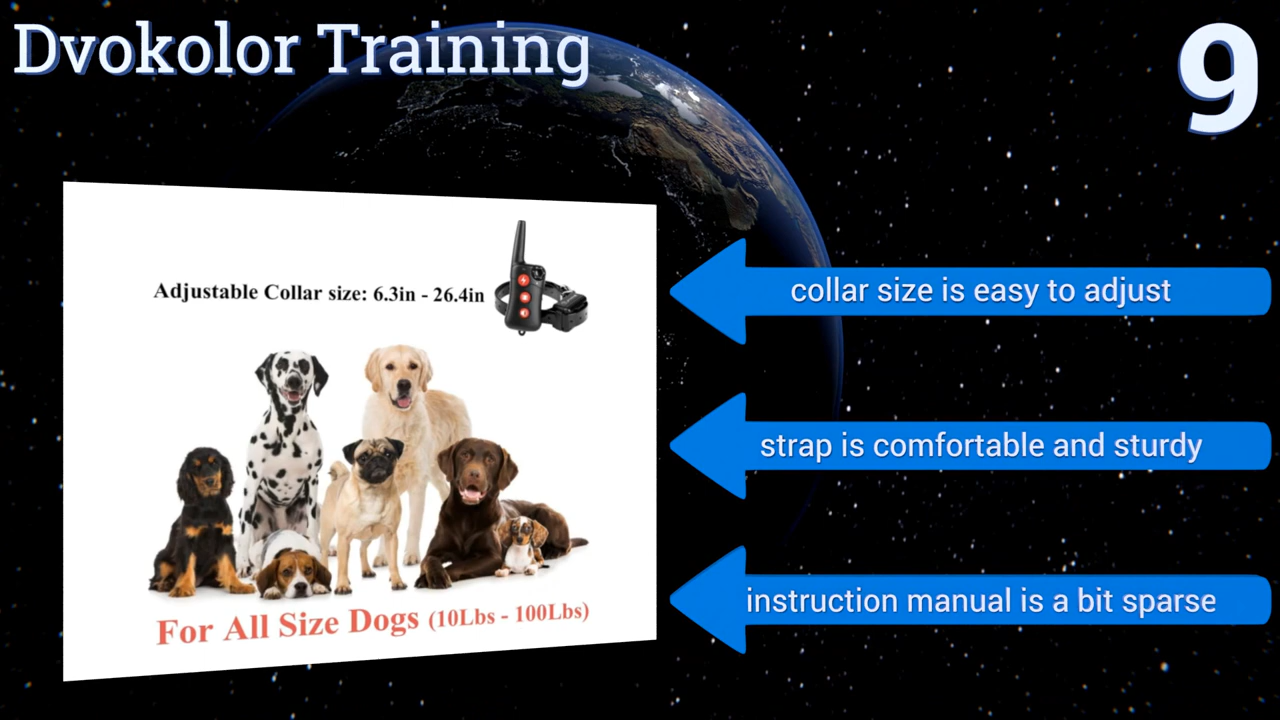 Dvokolor Training
9
Adjustable Collar size: 6.3in - 26.4in
collar size is easy to adjust
strap is comfortable and sturdy
instruction manual is a bit sparse
For All Size Dogs (10Lbs - 100Lbs)